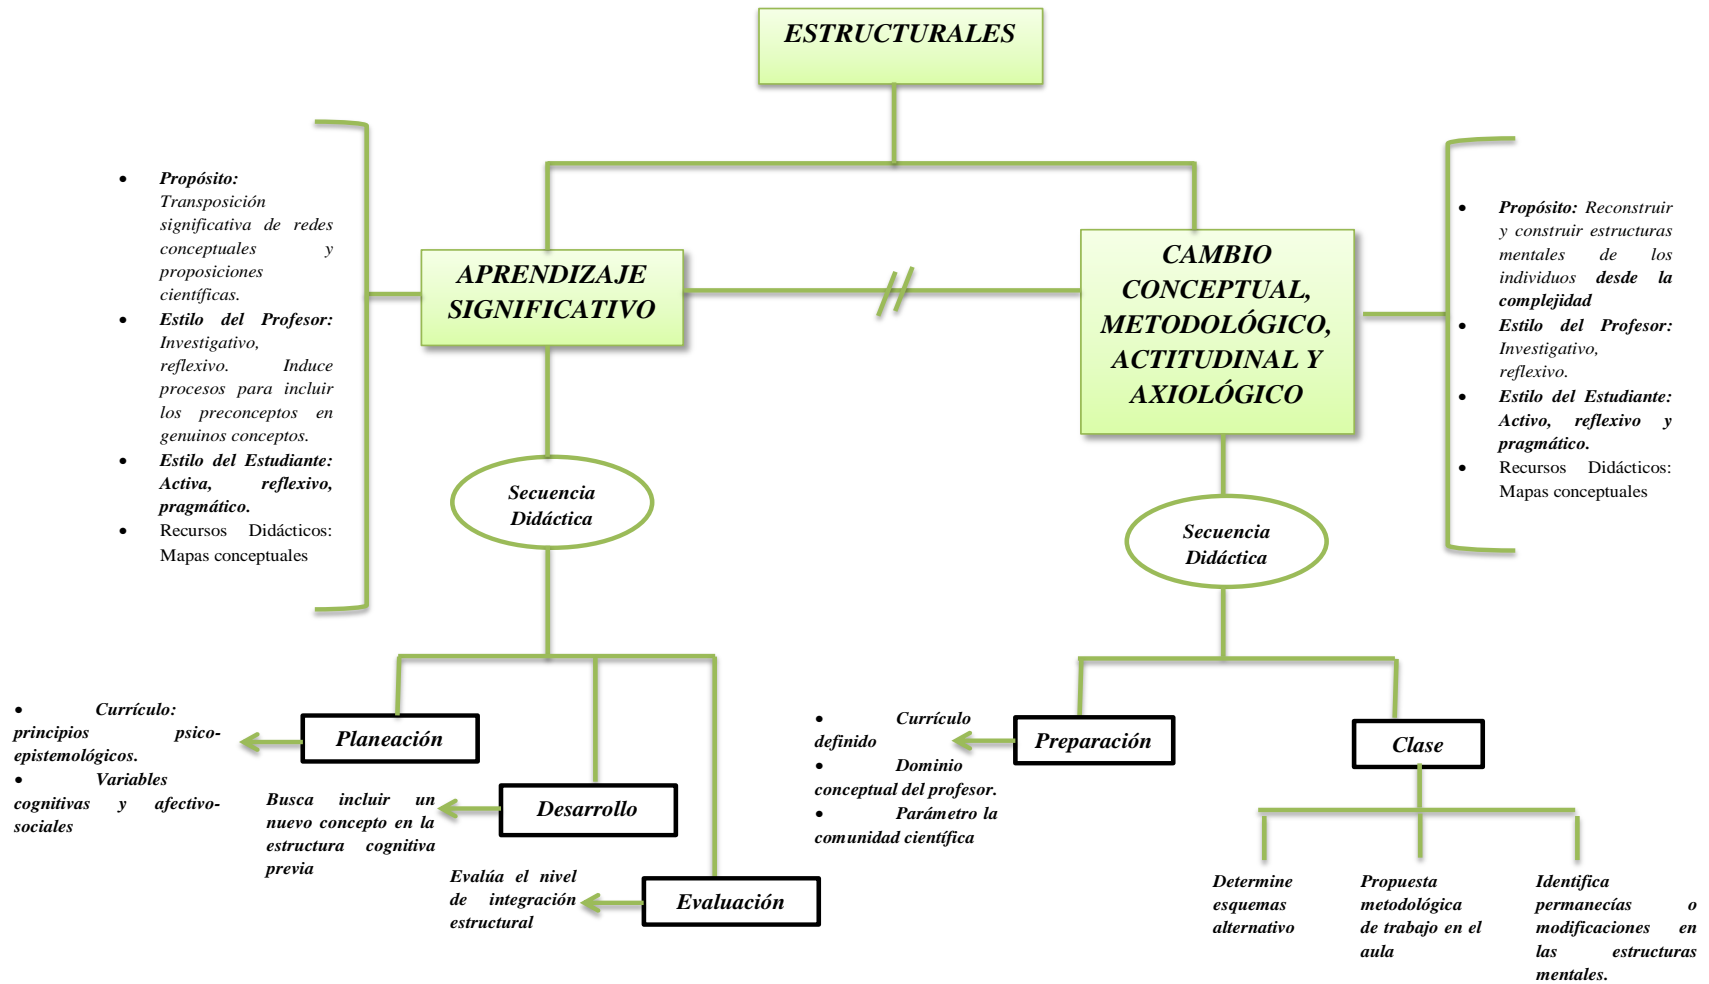 ESTRUCTURALES
• Propósito:
Transposición
significativa de redes
conceptuales y
proposiciones
científicas.
• Estilo del Profesor:
Investigativo,
reflexivo. Induce
procesos para incluir
los preconceptos en
genuinos conceptos.
• Estilo del Estudiante:
Activa, reflexivo,
pragmático.
• Recursos Didácticos:
Mapas conceptuales
APRENDIZAJE
SIGNIFICATIVO
CAMBIO
CONCEPTUAL,
METODOLÓGICO,
ACTITUDINAL Y
AXIOLÓGICO
• Propósito: Reconstruir
y construir estructuras
mentales de los
individuos desde la
complejidad
• Estilo del Profesor:
Investigativo,
reflexivo.
• Estilo del Estudiante:
Activo, reflexivo y
pragmático.
• Recursos Didácticos:
Mapas conceptuales
Secuencia
Didáctica
Secuencia
Didáctica
• Currículo:
principios psico-
epistemológicos.
• Variables
cognitivas y afectivo-
sociales
Planeación
Busca incluir un
nuevo concepto en la
estructura cognitiva
previa
Desarrollo
Evalúa el nivel
de integración
estructural
Evaluación
• Currículo
definido
• Dominio
conceptual del profesor.
• Parámetro la
comunidad científica
Preparación
Clase
Determine
esquemas
alternativo
Propuesta
metodológica
de trabajo en el
aula
Identifica
permanecías o
modificaciones en
las estructuras
mentales.